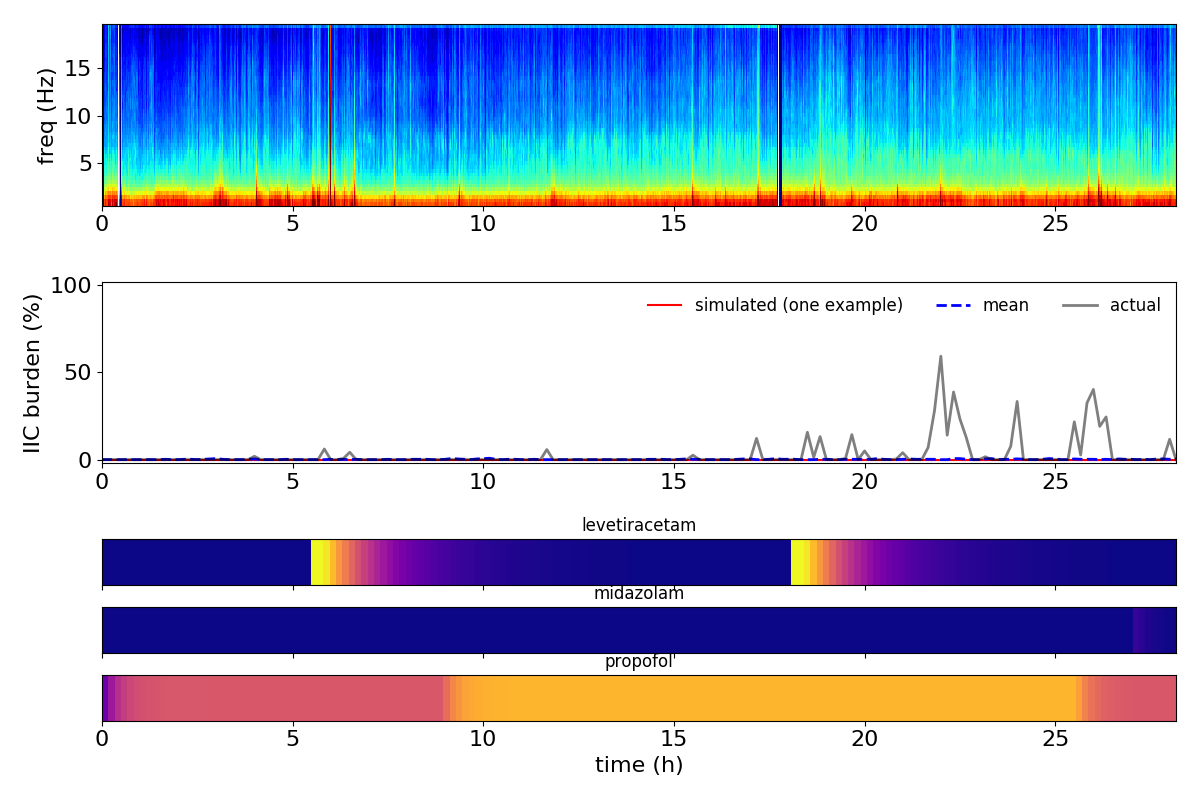 freq (Hz)
15
10
5
0 5 10 15 20 25
IIC burden (%)
100
50
0
simulated (one example) mean actual
0 5 10 15 20 25
levetiracetam
midazolam
propofol
0 5 10 15 20 25
time (h)